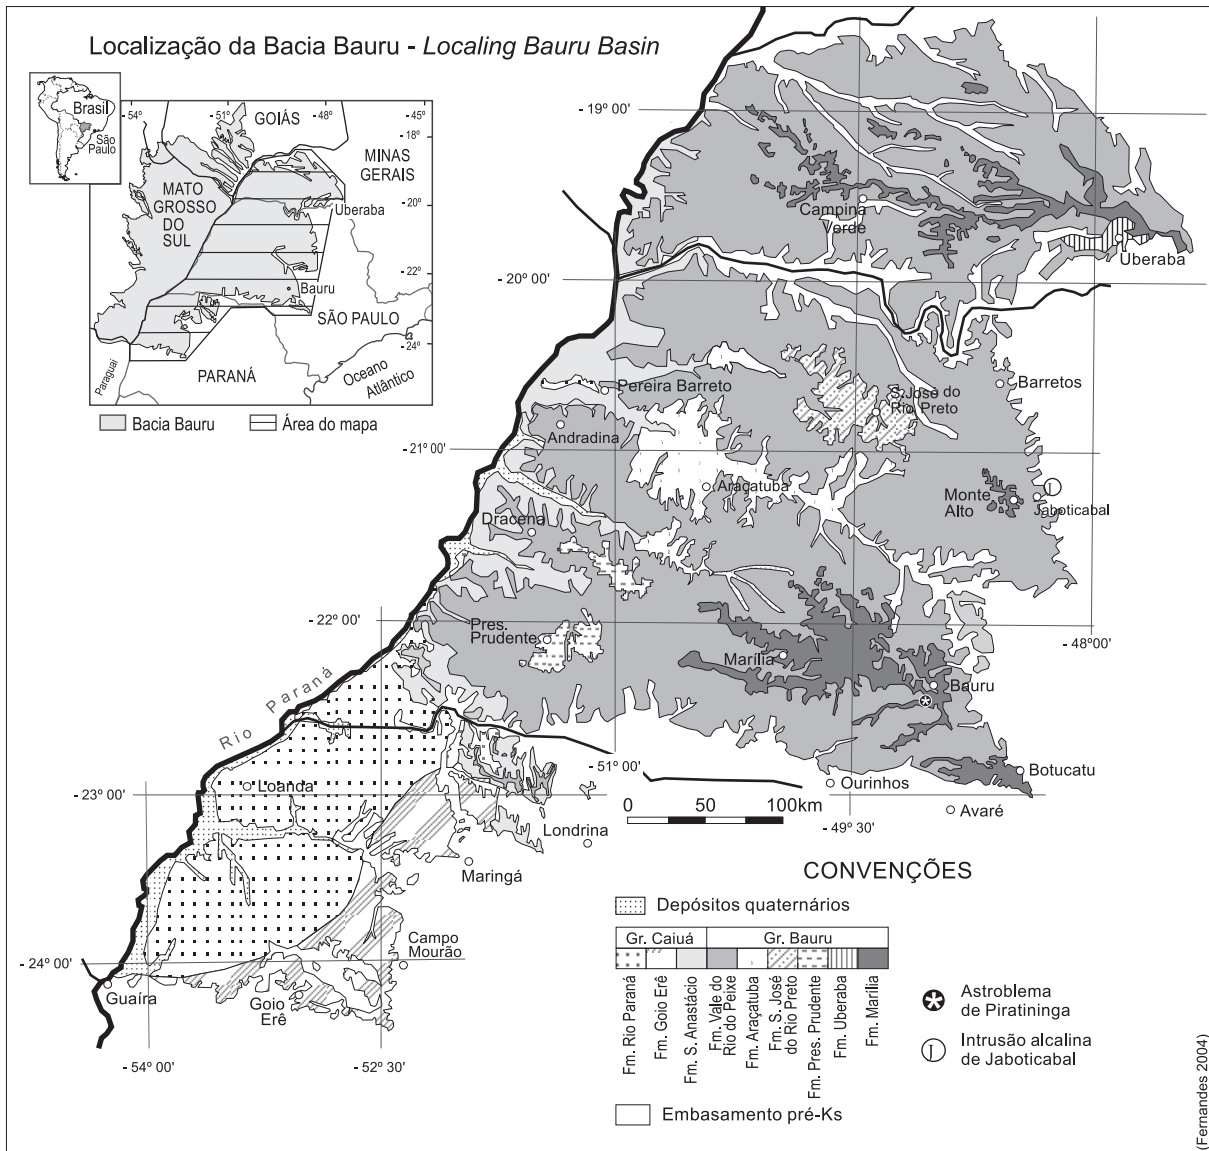 Localização da Bacia Bauru - Localing Bauru Basin
Brasil
São
Paulo
- 54°
- 51°
- 48°
- 45°
- 18°
- 20°
- 22°
- 24°
GOIÁS
MINAS
GERAIS
MATO
GROSSO
DO
SUL
Uberaba
Bauru
SÃO PAULO
PARANÁ
Paraguai
Oceano
Atlântico
Bacia Bauru
Área do mapa
- 19° 00'
Campina
Verde
Uberaba
- 20° 00'
Pereira Barreto
S. José do
Rio Preto
Barretos
Andradina
- 21° 00'
Araçatuba
Monte
Alto
Jaboticabal
Dracena
- 22° 00'
Pres.
Prudente
- 48° 00'
Marília
Bauru
Rio Paraná
- 51° 00'
Botucatu
Ourinhos
Loanda
- 23° 00'
0 50 100km
Avaré
- 49° 30'
Londrina
Maringá
Campo
Mourão
- 24° 00'
Guaíra
Goio
Erê
- 54° 00'
- 52° 30'
CONVENÇÕES
Depósitos quaternários
Gr. Caiuá
Gr. Bauru
Fm. Rio Paraná
Fm. Goio Erê
Fm. S. Anastácio
Fm. Vale do
Rio do Peixe
Fm. Araçatuba
Fm. S. José
do Rio Preto
Fm. Pres. Prudente
Fm. Uberaba
Fm. Marília
Embasamento pré-Ks
Astroblema
de Piratininga
J
J
Intrusão alcalina
de Jaboticabal
(Fernandes 2004)